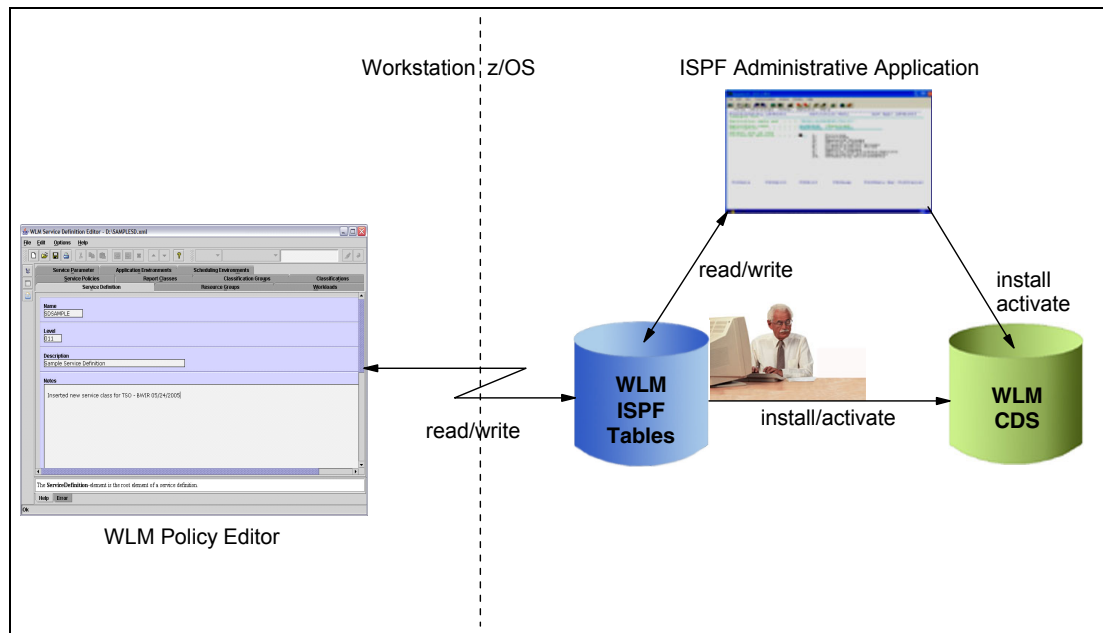 Workstation z/OS
ISPF Administrative Application
WLM Service Definition Editor - D:\SAMPLESD.xml
File Edit Options Help
Service Parameter Application Environments Scheduling Environments
Service Policies Report Classes Classification Groups Classifications
Service Definition Resource Groups Workloads
Name
SDSAMPLE
Level
011
Description
Sample Service Definition
Notes
Inserted new service class for TSO - BWIR 05/24/2005
The ServiceDefinition-element is the root element of a service definition.
Help Error
Ok
WLM Policy Editor
read/write
read/write
install
activate
WLM
ISPF
Tables
install/activate
WLM
CDS